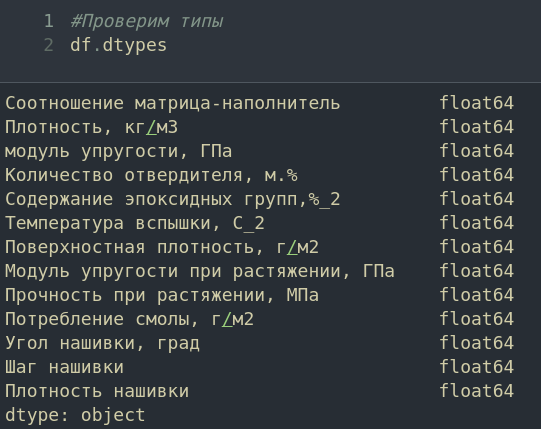 1 #Проверим типы
2 df.dtypes
Соотношение матрица-наполнитель float64
Плотность, кг/м3 float64
модуль упругости, ГПа float64
Количество отвердителя, м.% float64
Содержание эпоксидных групп,%_2 float64
Температура вспышки, С_2 float64
Поверхностная плотность, г/м2 float64
Модуль упругости при растяжении, ГПа float64
Прочность при растяжении, МПа float64
Потребление смолы, г/м2 float64
Угол нашивки, град float64
Шаг нашивки float64
Плотность нашивки float64
dtype: object